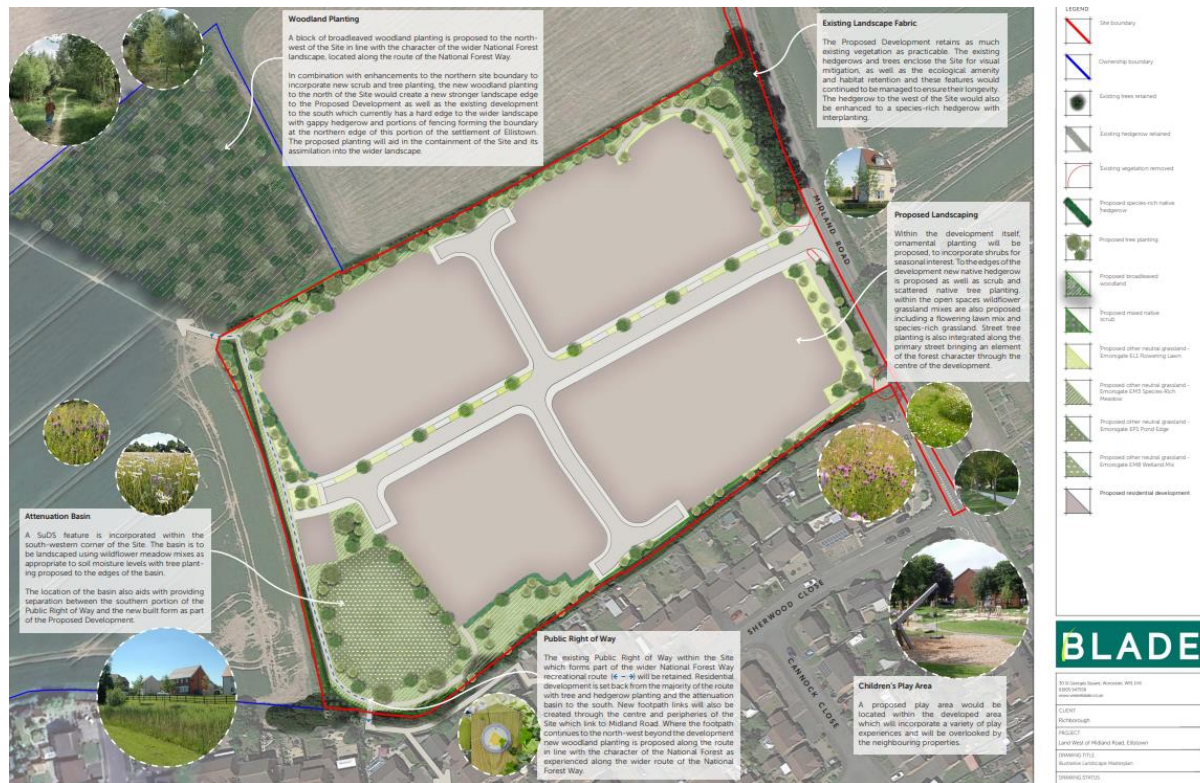 Woodland Planting
A block of broadleaved woodland planting is proposed to the north-
west of the Site in line with the character of the wider National Forest
landscape, located along the route of the National Forest Way.
In combination with enhancements to the northern site boundary to
incorporate new scrub and tree planting, the new woodland planting
to the north of the Site would create a new stronger landscape edge
to the Proposed Development as well as the existing development
to the south which currently has a hard edge to the wider landscape
with gappy hedgerow and portions of fencing forming the boundary
at the northern edge of this portion of the settlement of Ellistown.
The proposed planting will aid in the containment of the Site and its
assimilation into the wider landscape.
Existing Landscape Fabric
The Proposed Development retains as much
existing vegetation as practicable. The existing
hedgerows and trees enclose the Site for visual
mitigation, as well as the ecological amenity
and habitat retention and these features would
continued to be managed to ensure their longevity.
The hedgerow to the west of the Site would also
be enhanced to a species-rich hedgerow with
interplanting.
MIDLAND ROAD
Proposed Landscaping
Within the development itself,
ornamental planting will be
proposed, to incorporate shrubs for
seasonal interest. To the edges of the
development new native hedgerow
is proposed as well as scrub and
scattered native tree planting.
within the open spaces wildflower
grassland mixes are also proposed
including a flowering lawn mix and
species-rich grassland. Street tree
planting is also integrated along the
primary street bringing an element
of the forest character through the
centre of the development.
Attenuation Basin
A SuDS feature is incorporated within the
south-western corner of the Site. The basin is to
be landscaped using wildflower meadow mixes as
appropriate to soil moisture levels with tree plant-
ing proposed to the edges of the basin.
The location of the basin also aids with providing
separation between the southern portion of the
Public Right of Way and the new built form as part
of the Proposed Development.
Public Right of Way
The existing Public Right of Way within the Site
which forms part of the wider National Forest Way
recreational route will be retained. Residential
development is set back from the majority of the route
with tree and hedgerow planting and the attenuation
basin to the south. New footpath links will also be
created through the centre and peripheries of the
Site which link to Midland Road. Where the footpath
continues to the north-west beyond the development
new woodland planting is proposed along the route
in line with the character of the National Forest as
experienced along the wider route of the National
Forest Way.
SHERWOOD CLOSE
CANNOCK CLOSE
Children's Play Area
A proposed play area would be
located within the developed area
which will incorporate a variety of play
experiences and will be overlooked by
the neighbouring properties.
LEGEND
Site boundary
Ownership boundary
Existing trees retained
Existing hedgerow retained
Existing vegetation removed
Proposed species rich native
hedgerow
Proposed tree planting
Proposed broadleaved
woodland
Proposed mixed native
scrub
Proposed other neutral grassland -
Emorsgate EL1 Flowering Lawn
Proposed other neutral grassland -
Emorsgate EM3 Species-Rich
Meadow
Proposed other neutral grassland -
Emorsgate EP1 Pond Edge
Proposed other neutral grassland -
Emorsgate EM8 Wetland Mix
Proposed residential development
BLADE
CLIENT
Richborough
PROJECT
Land West of Midland Road, Ellistown
DRAWING TITLE
Illustrative Landscape Masterplan
DRAWING STATUS